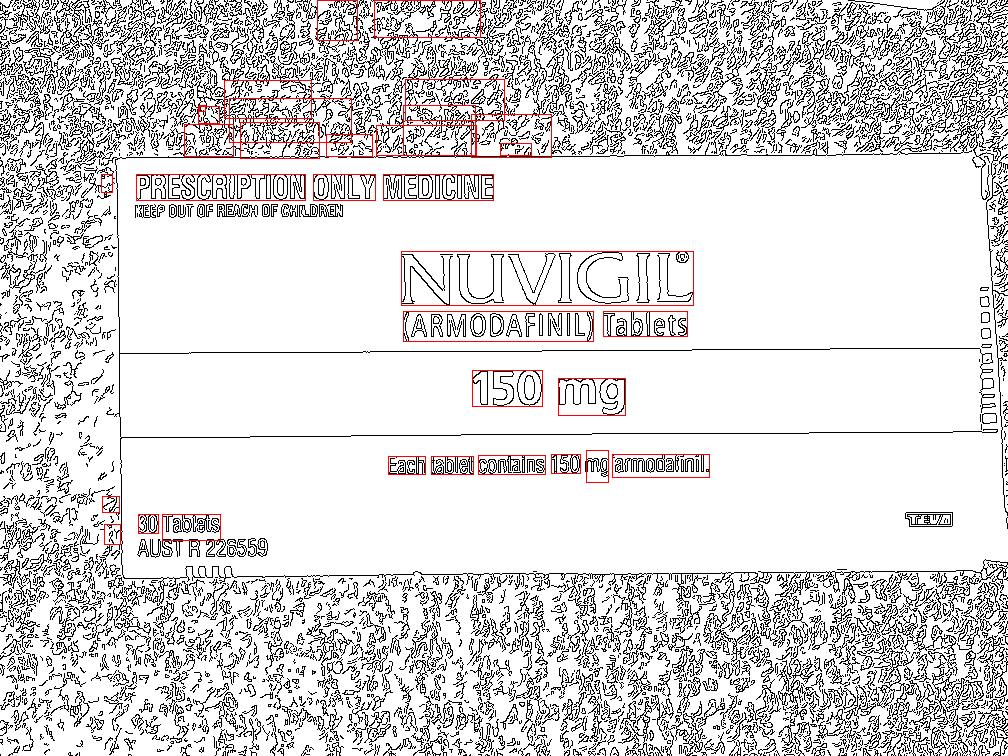 PRESCRIPTION ONLY MEDICINE
KEEP OUT OF REACH OF CHILDREN
NUVIGIL®
(ARMODAFINIL) Tablets
150 mg
Each tablet contains 150 mg armodafinil.
30 Tablets
AUST R 226559
TEVA